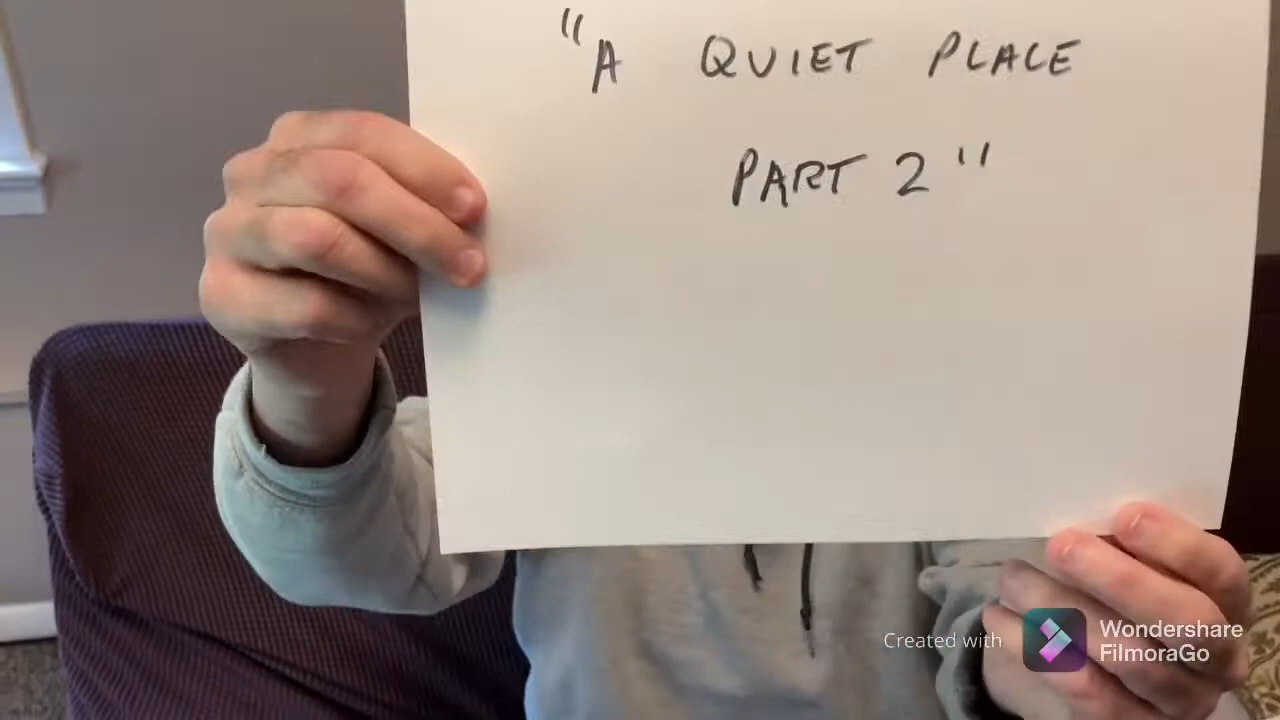 "A QUIET PLACE
PART 2"
Created with
Wondershare
FilmoraGo